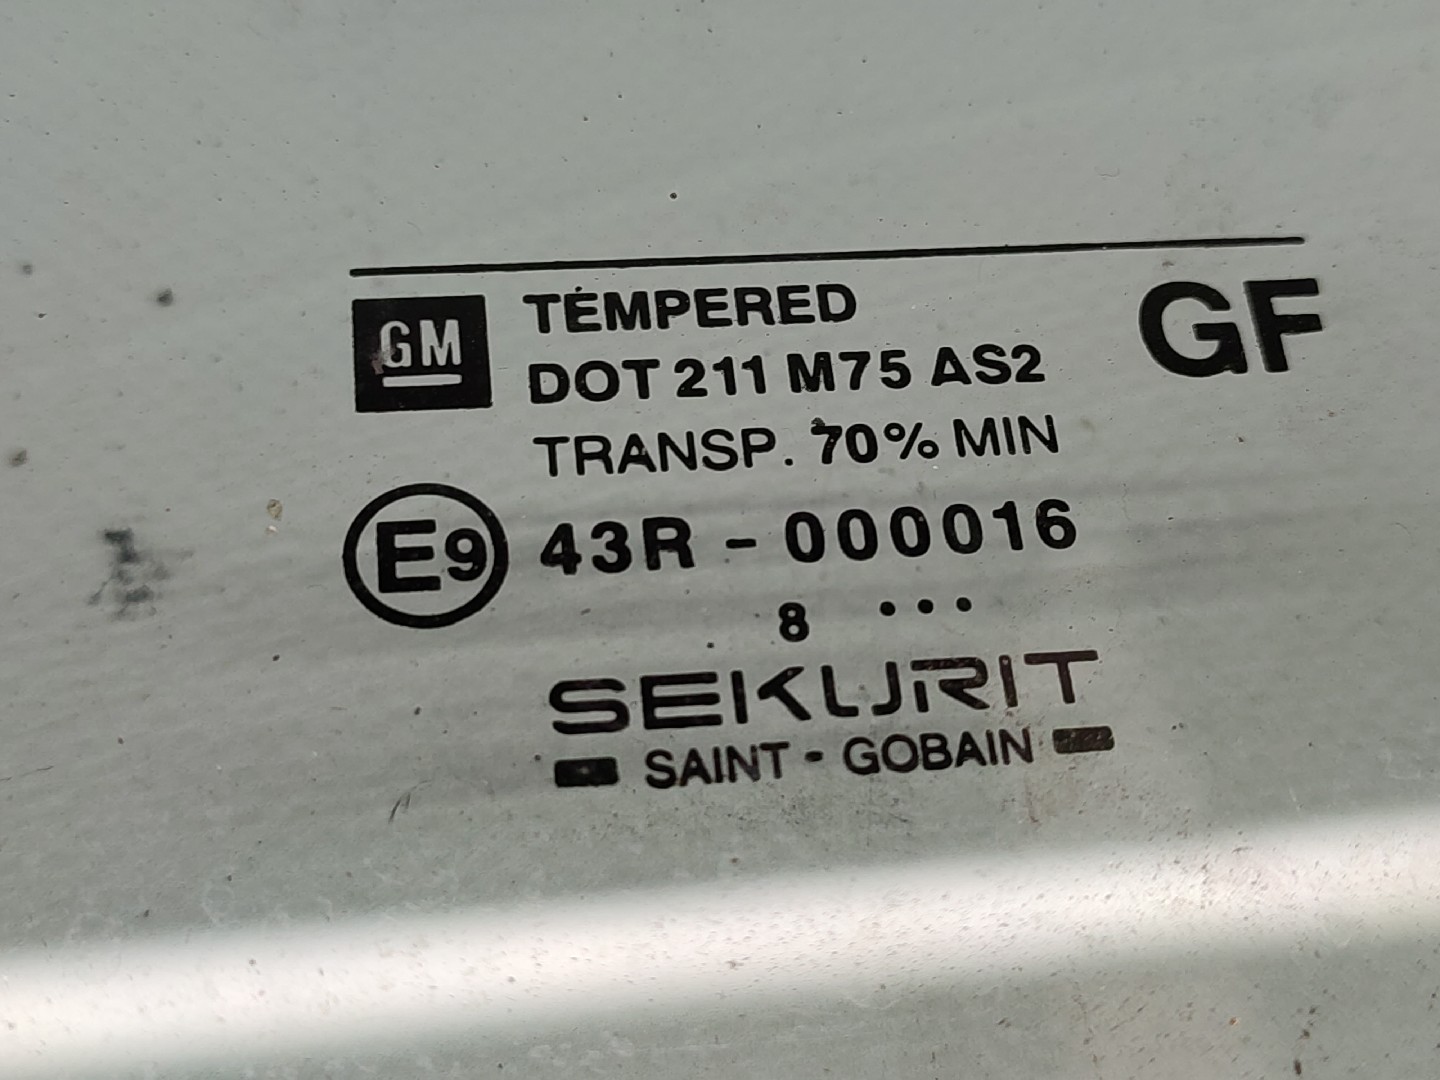 GM TEMPERED GF
DOT 211 M75 AS2
TRANSP. 70% MIN
E9 43R - 000016
8 ...
SEKURIT
SAINT - GOBAIN